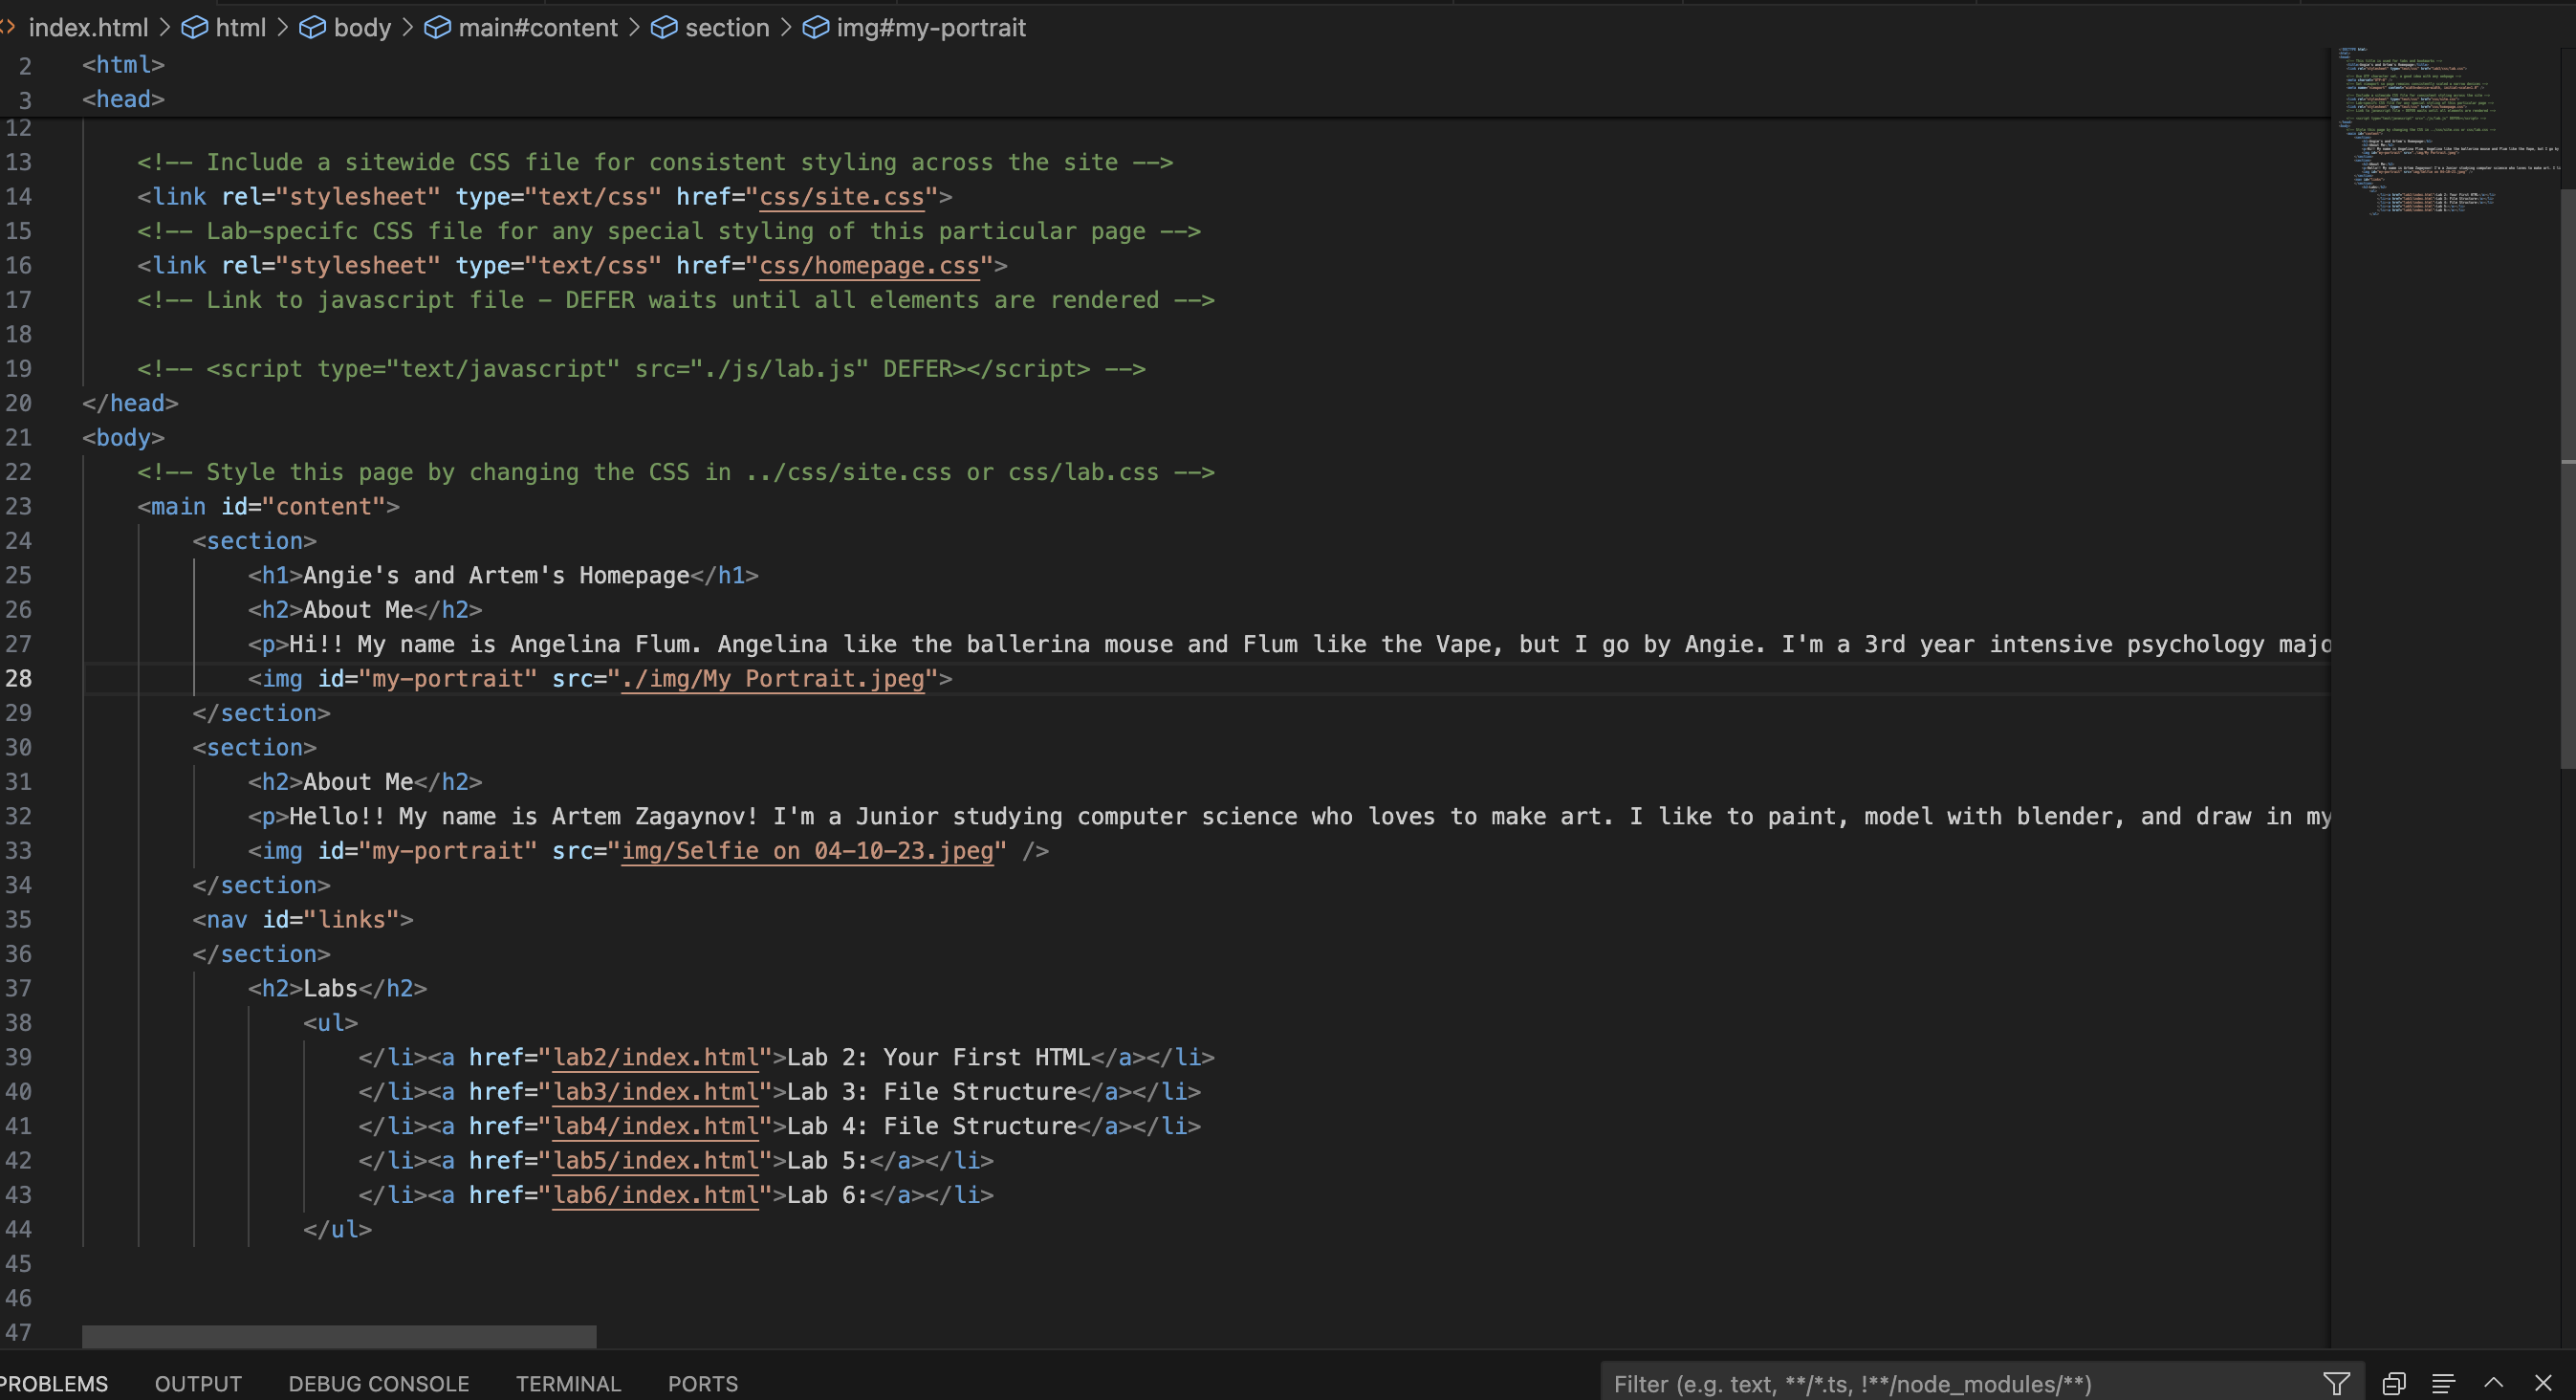 index.html > html > body > main#content > section > img#my-portrait
2 <html>
3 <head>
12
13 <!-- Include a sitewide CSS file for consistent styling across the site -->
14 <link rel="stylesheet" type="text/css" href="css/site.css">
15 <!-- Lab-specifc CSS file for any special styling of this particular page -->
16 <link rel="stylesheet" type="text/css" href="css/homepage.css">
17 <!-- Link to javascript file - DEFER waits until all elements are rendered -->
18
19 <!-- <script type="text/javascript" src="./js/lab.js" DEFER></script> -->
20 </head>
21 <body>
22 <!-- Style this page by changing the CSS in ../css/site.css or css/lab.css -->
23 <main id="content">
24 <section>
25 <h1>Angie's and Artem's Homepage</h1>
26 <h2>About Me</h2>
27 <p>Hi!! My name is Angelina Flum. Angelina like the ballerina mouse and Flum like the Vape, but I go by Angie. I'm a 3rd year intensive psychology majo
28 <img id="my-portrait" src="./img/My Portrait.jpeg">
29 </section>
30 <section>
31 <h2>About Me</h2>
32 <p>Hello!! My name is Artem Zagaynov! I'm a Junior studying computer science who loves to make art. I like to paint, model with blender, and draw in my
33 <img id="my-portrait" src="img/Selfie on 04-10-23.jpeg" />
34 </section>
35 <nav id="links">
36 </section>
37 <h2>Labs</h2>
38 <ul>
39 </li><a href="lab2/index.html">Lab 2: Your First HTML</a></li>
40 </li><a href="lab3/index.html">Lab 3: File Structure</a></li>
41 </li><a href="lab4/index.html">Lab 4: File Structure</a></li>
42 </li><a href="lab5/index.html">Lab 5:</a></li>
43 </li><a href="lab6/index.html">Lab 6:</a></li>
44 </ul>
45
46
47
PROBLEMS OUTPUT DEBUG CONSOLE TERMINAL PORTS Filter (e.g. text, **/*.ts, !**/node_modules/**)